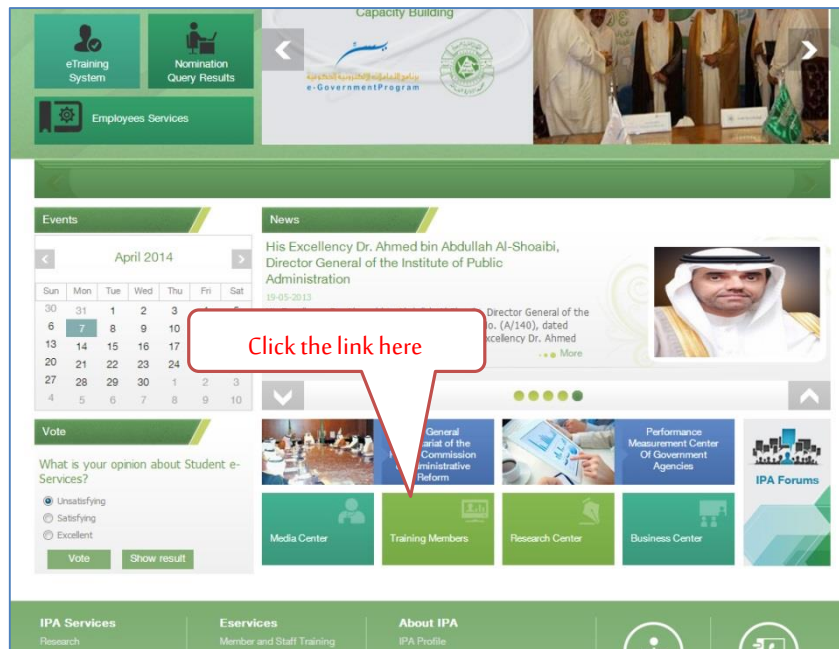 Capacity Building
eTraining
System
Nomination
Query Results
e-GovernmentProgram
Employees Services
Events
April 2014
Sun Mon Tue Wed Thu Fri Sat
30 31 1 2 3
6 7 8 9 10
13 14 15 16 17
20 21 22 23 24
27 28 29 30 1 2 3
4 5 6 7 8 9 10
News
His Excellency Dr. Ahmed bin Abdullah Al-Shoaibi,
Director General of the Institute of Public
Administration
19-05-2013
Director General of the
(A/140), dated
Excellency Dr. Ahmed
More
Click the link here
Vote
What is your opinion about Student e-
Services?
Unsatisfying
Satisfying
Excellent
Vote Show result
General
of the
Commission
Reform
Performance
Measurement Center
Of Government
Agencies
IPA Forums
Media Center
Training Members
Research Center
Business Center
IPA Services
Research
Eservices
Member and Staff Training
About IPA
IPA Profile